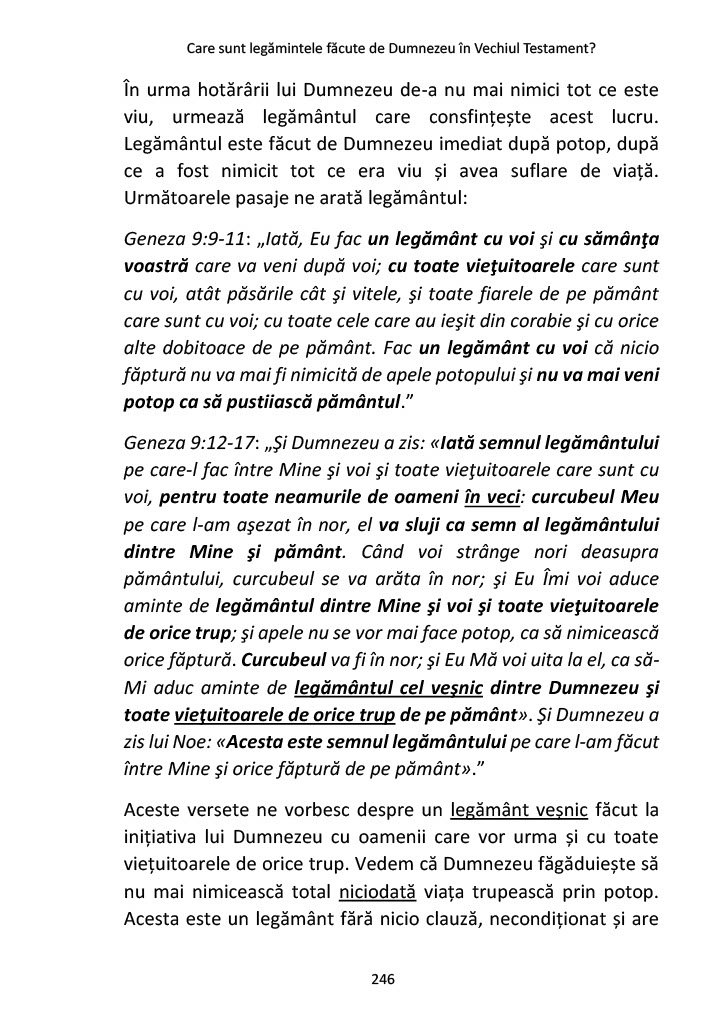 Care sunt legămintele făcute de Dumnezeu în Vechiul Testament?
În urma hotărârii lui Dumnezeu de-a nu mai nimici tot ce este
viu, urmează legământul care consfințește acest lucru.
Legământul este făcut de Dumnezeu imediat după potop, după
ce a fost nimicit tot ce era viu și avea suflare de viață.
Următoarele pasaje ne arată legământul:
Geneza 9:9-11: „Iată, Eu fac un legământ cu voi şi cu sămânţa
voastră care va veni după voi; cu toate vieţuitoarele care sunt
cu voi, atât păsările cât şi vitele, şi toate fiarele de pe pământ
care sunt cu voi; cu toate cele care au ieşit din corabie şi cu orice
alte dobitoace de pe pământ. Fac un legământ cu voi că nicio
făptură nu va mai fi nimicită de apele potopului şi nu va mai veni
potop ca să pustiiască pământul.”
Geneza 9:12-17: „Şi Dumnezeu a zis: «Iată semnul legământului
pe care-l fac între Mine şi voi şi toate vieţuitoarele care sunt cu
voi, pentru toate neamurile de oameni în veci: curcubeul Meu
pe care l-am aşezat în nor, el va sluji ca semn al legământului
dintre Mine şi pământ. Când voi strânge nori deasupra
pământului, curcubeul se va arăta în nor; şi Eu Îmi voi aduce
aminte de legământul dintre Mine şi voi şi toate vieţuitoarele
de orice trup; şi apele nu se vor mai face potop, ca să nimicească
orice făptură. Curcubeul va fi în nor; şi Eu Mă voi uita la el, ca să-
Mi aduc aminte de legământul cel veşnic dintre Dumnezeu şi
toate vieţuitoarele de orice trup de pe pământ». Şi Dumnezeu a
zis lui Noe: «Acesta este semnul legământului pe care l-am făcut
între Mine şi orice făptură de pe pământ».”
Aceste versete ne vorbesc despre un legământ veșnic făcut la
inițiativa lui Dumnezeu cu oamenii care vor urma și cu toate
viețuitoarele de orice trup. Vedem că Dumnezeu făgăduiește să
nu mai nimicească total niciodată viața trupească prin potop.
Acesta este un legământ fără nicio clauză, necondiționat și are
246